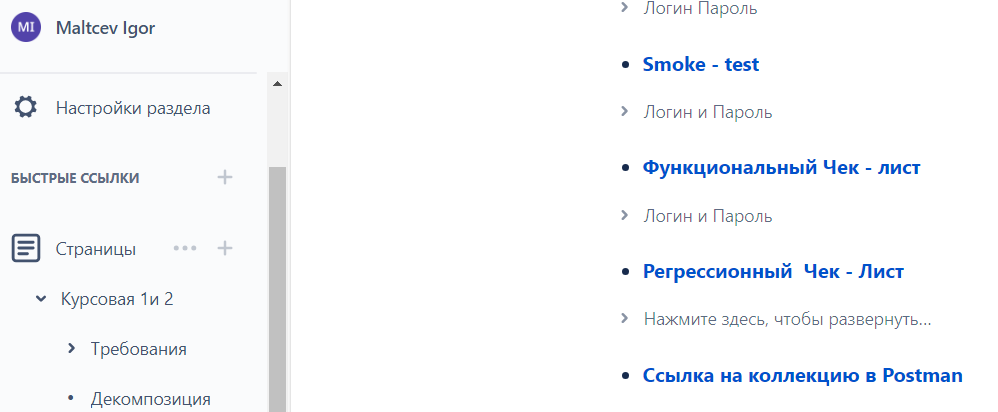 MI Maltcev Igor
Настройки раздела
БЫСТРЫЕ ССЫЛКИ
Страницы
Курсовая 1и 2
Требования
Декомпозиция
Логин Пароль
Smoke - test
Логин и Пароль
Функциональный Чек - лист
Логин и Пароль
Регрессионный  Чек - Лист
Нажмите здесь, чтобы развернуть...
Ссылка на коллекцию в Postman